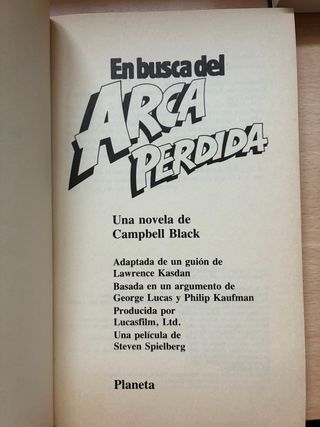 En busca del
ARCA
PERDIDA
Una novela de
Campbell Black
Adaptada de un guión de
Lawrence Kasdan
Basada en un argumento de
George Lucas y Philip Kaufman
Producida por
Lucasfilm, Ltd.
Una película de
Steven Spielberg
Planeta